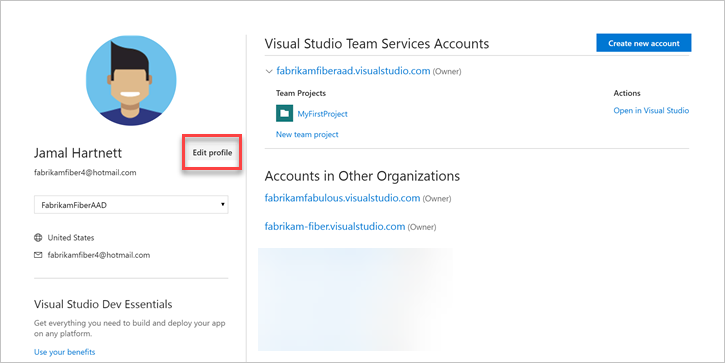 Jamal Hartnett
Edit profile
fabrikamfiber4@hotmail.com
FabrikamFiberAAD
United States
fabrikamfiber4@hotmail.com
Visual Studio Dev Essentials
Get everything you need to build and deploy your app
on any platform.
Use your benefits
Visual Studio Team Services Accounts
Create new account
fabrikamfiberaad.visualstudio.com (Owner)
Team Projects
Actions
MyFirstProject
Open in Visual Studio
New team project
Accounts in Other Organizations
fabrikamfabulous.visualstudio.com (Owner)
fabrikam-fiber.visualstudio.com (Owner)